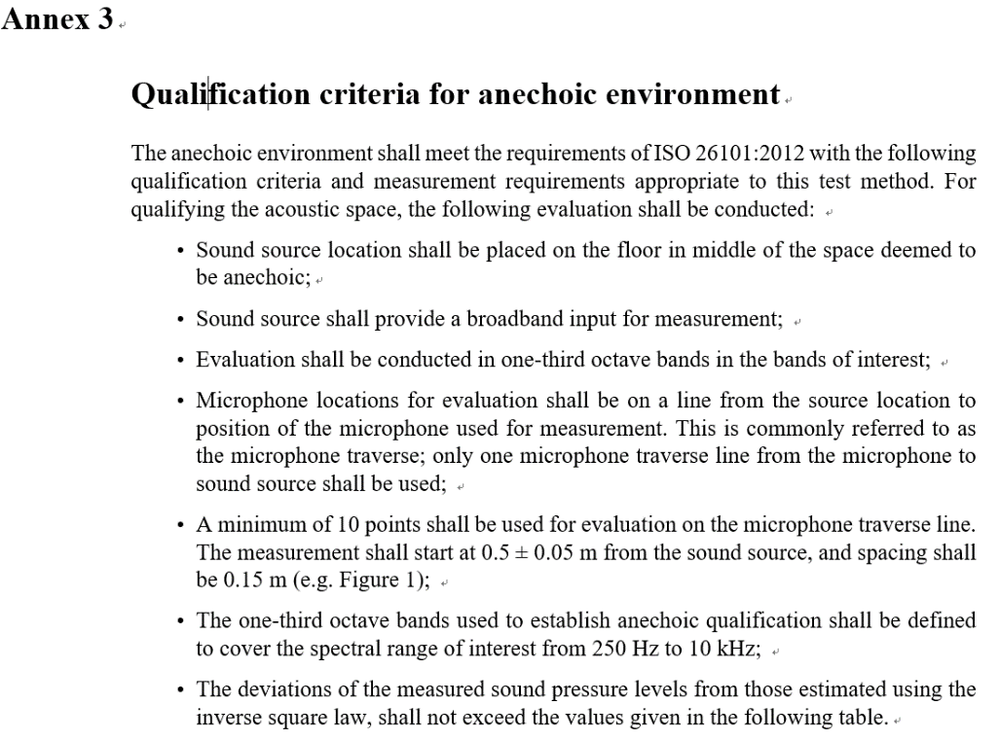 Annex 3
Qualification criteria for anechoic environment
The anechoic environment shall meet the requirements of ISO 26101:2012 with the following
qualification criteria and measurement requirements appropriate to this test method. For
qualifying the acoustic space, the following evaluation shall be conducted:
• Sound source location shall be placed on the floor in middle of the space deemed to
be anechoic;
• Sound source shall provide a broadband input for measurement;
• Evaluation shall be conducted in one-third octave bands in the bands of interest;
• Microphone locations for evaluation shall be on a line from the source location to
position of the microphone used for measurement. This is commonly referred to as
the microphone traverse; only one microphone traverse line from the microphone to
sound source shall be used;
• A minimum of 10 points shall be used for evaluation on the microphone traverse line.
The measurement shall start at 0.5 ± 0.05 m from the sound source, and spacing shall
be 0.15 m (e.g. Figure 1);
• The one-third octave bands used to establish anechoic qualification shall be defined
to cover the spectral range of interest from 250 Hz to 10 kHz;
• The deviations of the measured sound pressure levels from those estimated using the
inverse square law, shall not exceed the values given in the following table.